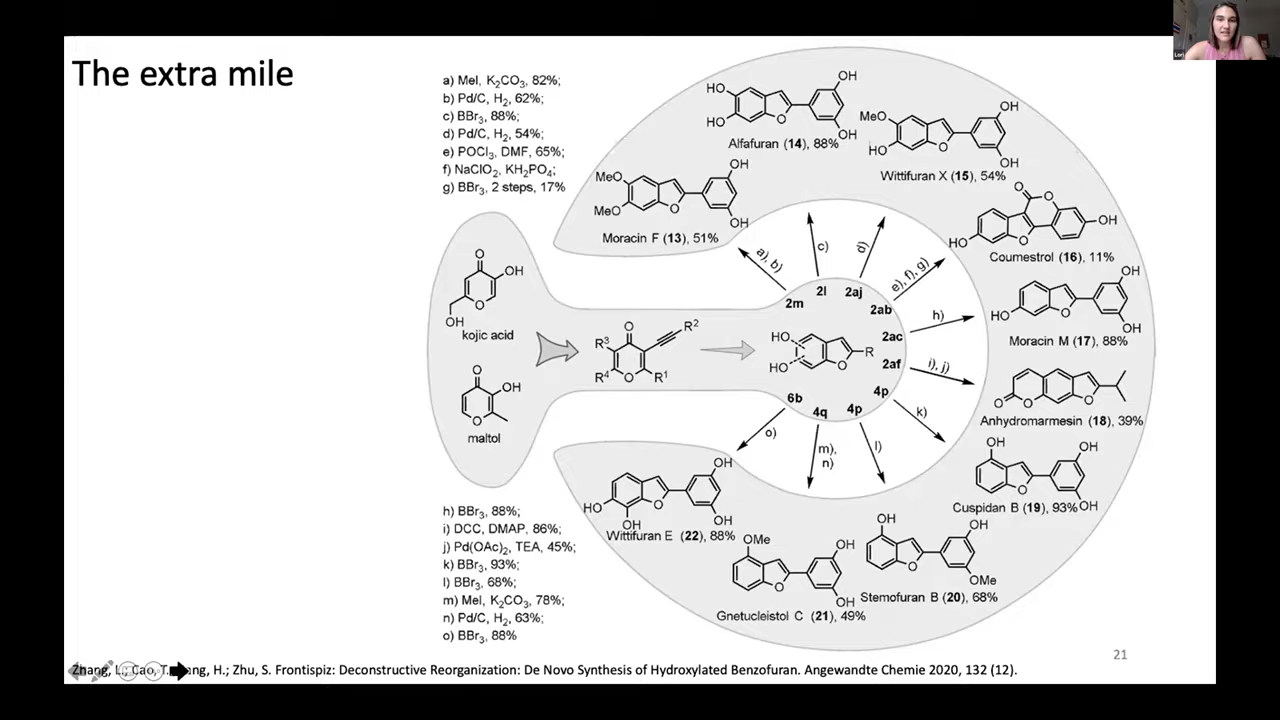 The extra mile
a) MeI, K2CO3, 82%;
b) Pd/C, H2, 62%;
c) BBr3, 88%;
d) Pd/C, H2, 54%;
e) POCl3, DMF, 65%;
f) NaClO2, KH2PO4;
g) BBr3, 2 steps, 17%
HO
HO
OH
OH
Alfafuran (14), 88%
MeO
HO
OH
OH
Wittifuran X (15), 54%
MeO
MeO
OH
OH
Moracin F (13), 51%
O
O
O
HO
OH
Coumestrol (16), 11%
HO
O
OH
OH
Moracin M (17), 88%
O
O
O
Anhydromarmesin (18), 39%
OH
O
OH
OH
Cuspidan B (19), 93%
OH
O
OH
OMe
Stemofuran B (20), 68%
OMe
O
OH
OH
Gnetucleistol C (21), 49%
HO
OH
O
OH
OH
Wittifuran E (22), 88%
O
OH
O
OH
kojic acid
O
OH
O
maltol
O
R3
R2
R4
O
R1
HO
HO
O
R
2m
2l
2aj
2ab
2ac
2af
4p
4p
4q
6b
a), b)
c)
d)
e), f), g)
h)
i), j)
k)
l)
m),
n)
o)
h) BBr3, 88%;
i) DCC, DMAP, 86%;
j) Pd(OAc)2, TEA, 45%;
k) BBr3, 93%;
l) BBr3, 68%;
m) MeI, K2CO3, 78%;
n) Pd/C, H2, 63%;
o) BBr3, 88%
21
Zhang, L.; Cao, T. ng, H.; Zhu, S. Frontispiz: Deconstructive Reorganization: De Novo Synthesis of Hydroxylated Benzofuran. Angewandte Chemie 2020, 132 (12).